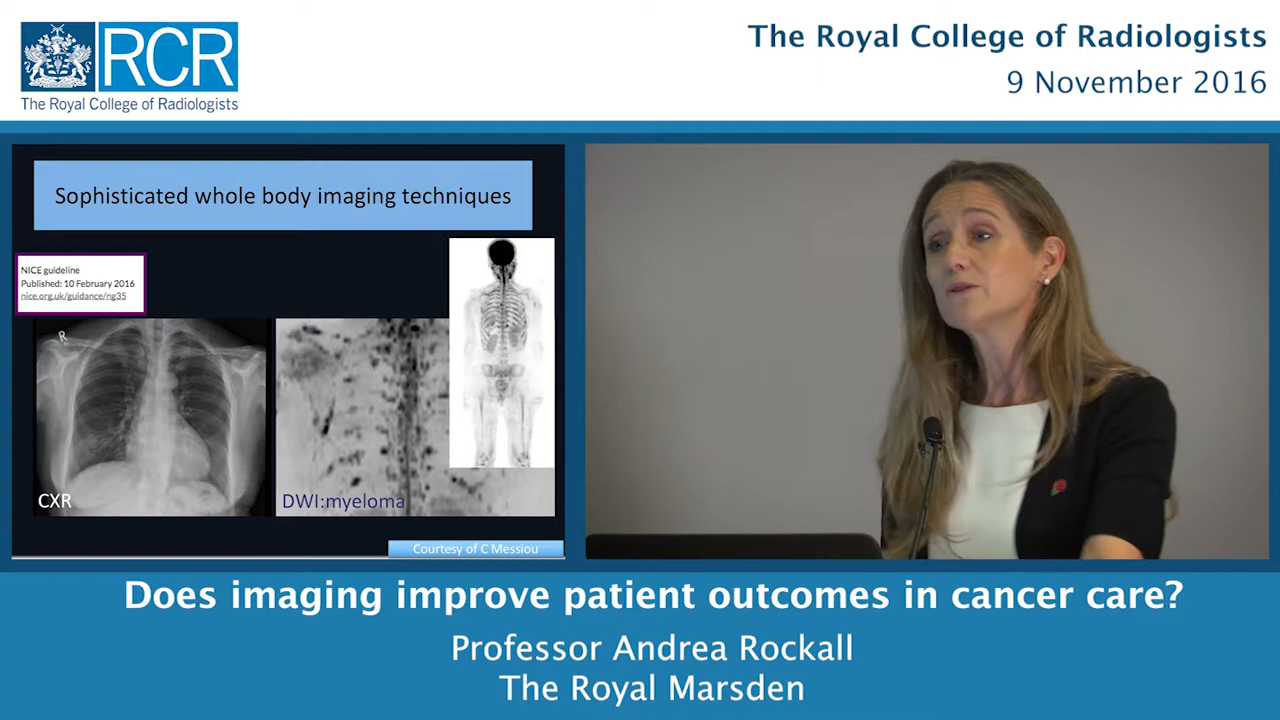 RCR
The Royal College of Radiologists
The Royal College of Radiologists
9 November 2016
Sophisticated whole body imaging techniques
NICE guideline
Published: 10 February 2016
nice.org.uk/guidance/ng35
R
CXR
DWI:myeloma
Courtesy of C Messiou
Does imaging improve patient outcomes in cancer care?
Professor Andrea Rockall
The Royal Marsden